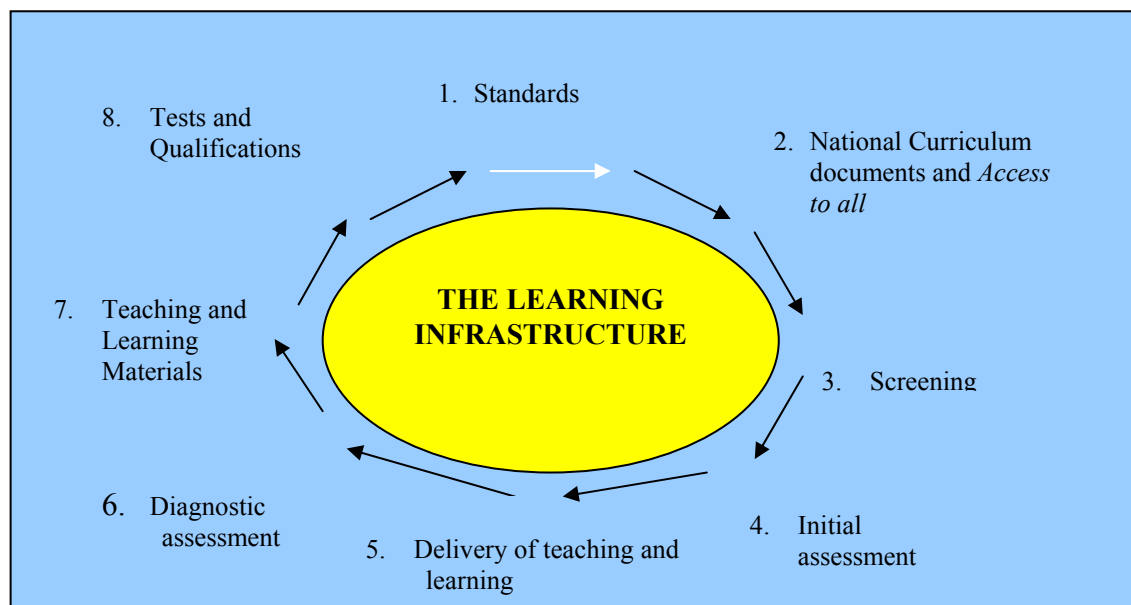 1. Standards
2. National Curriculum
documents and Access
to all
3. Screening
4. Initial
assessment
5. Delivery of teaching and
learning
6. Diagnostic
assessment
7. Teaching and
Learning
Materials
8. Tests and
Qualifications
THE LEARNING
INFRASTRUCTURE